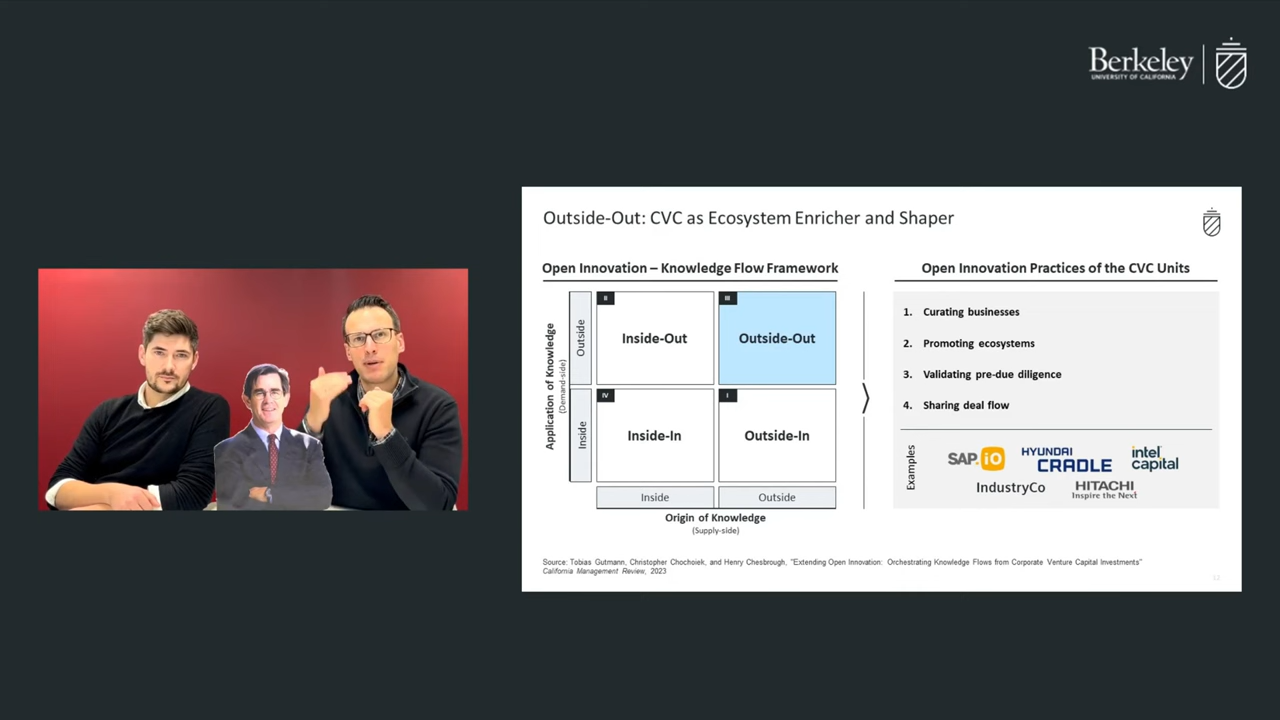 Berkeley
UNIVERSITY OF CALIFORNIA
Outside-Out: CVC as Ecosystem Enricher and Shaper
Open Innovation – Knowledge Flow Framework
Application of Knowledge
(Demand-side)
Outside
Inside
II
Inside-Out
III
Outside-Out
IV
Inside-In
I
Outside-In
Inside
Outside
Origin of Knowledge
(Supply-side)
Open Innovation Practices of the CVC Units
1. Curating businesses
2. Promoting ecosystems
3. Validating pre-due diligence
4. Sharing deal flow
Examples
SAP.iO
HYUNDAI
CRADLE
intel
capital
IndustryCo
HITACHI
Inspire the Next
Source: Tobias Gutmann, Christopher Chochoiek, and Henry Chesbrough, "Extending Open Innovation: Orchestrating Knowledge Flows from Corporate Venture Capital Investments"
California Management Review, 2023